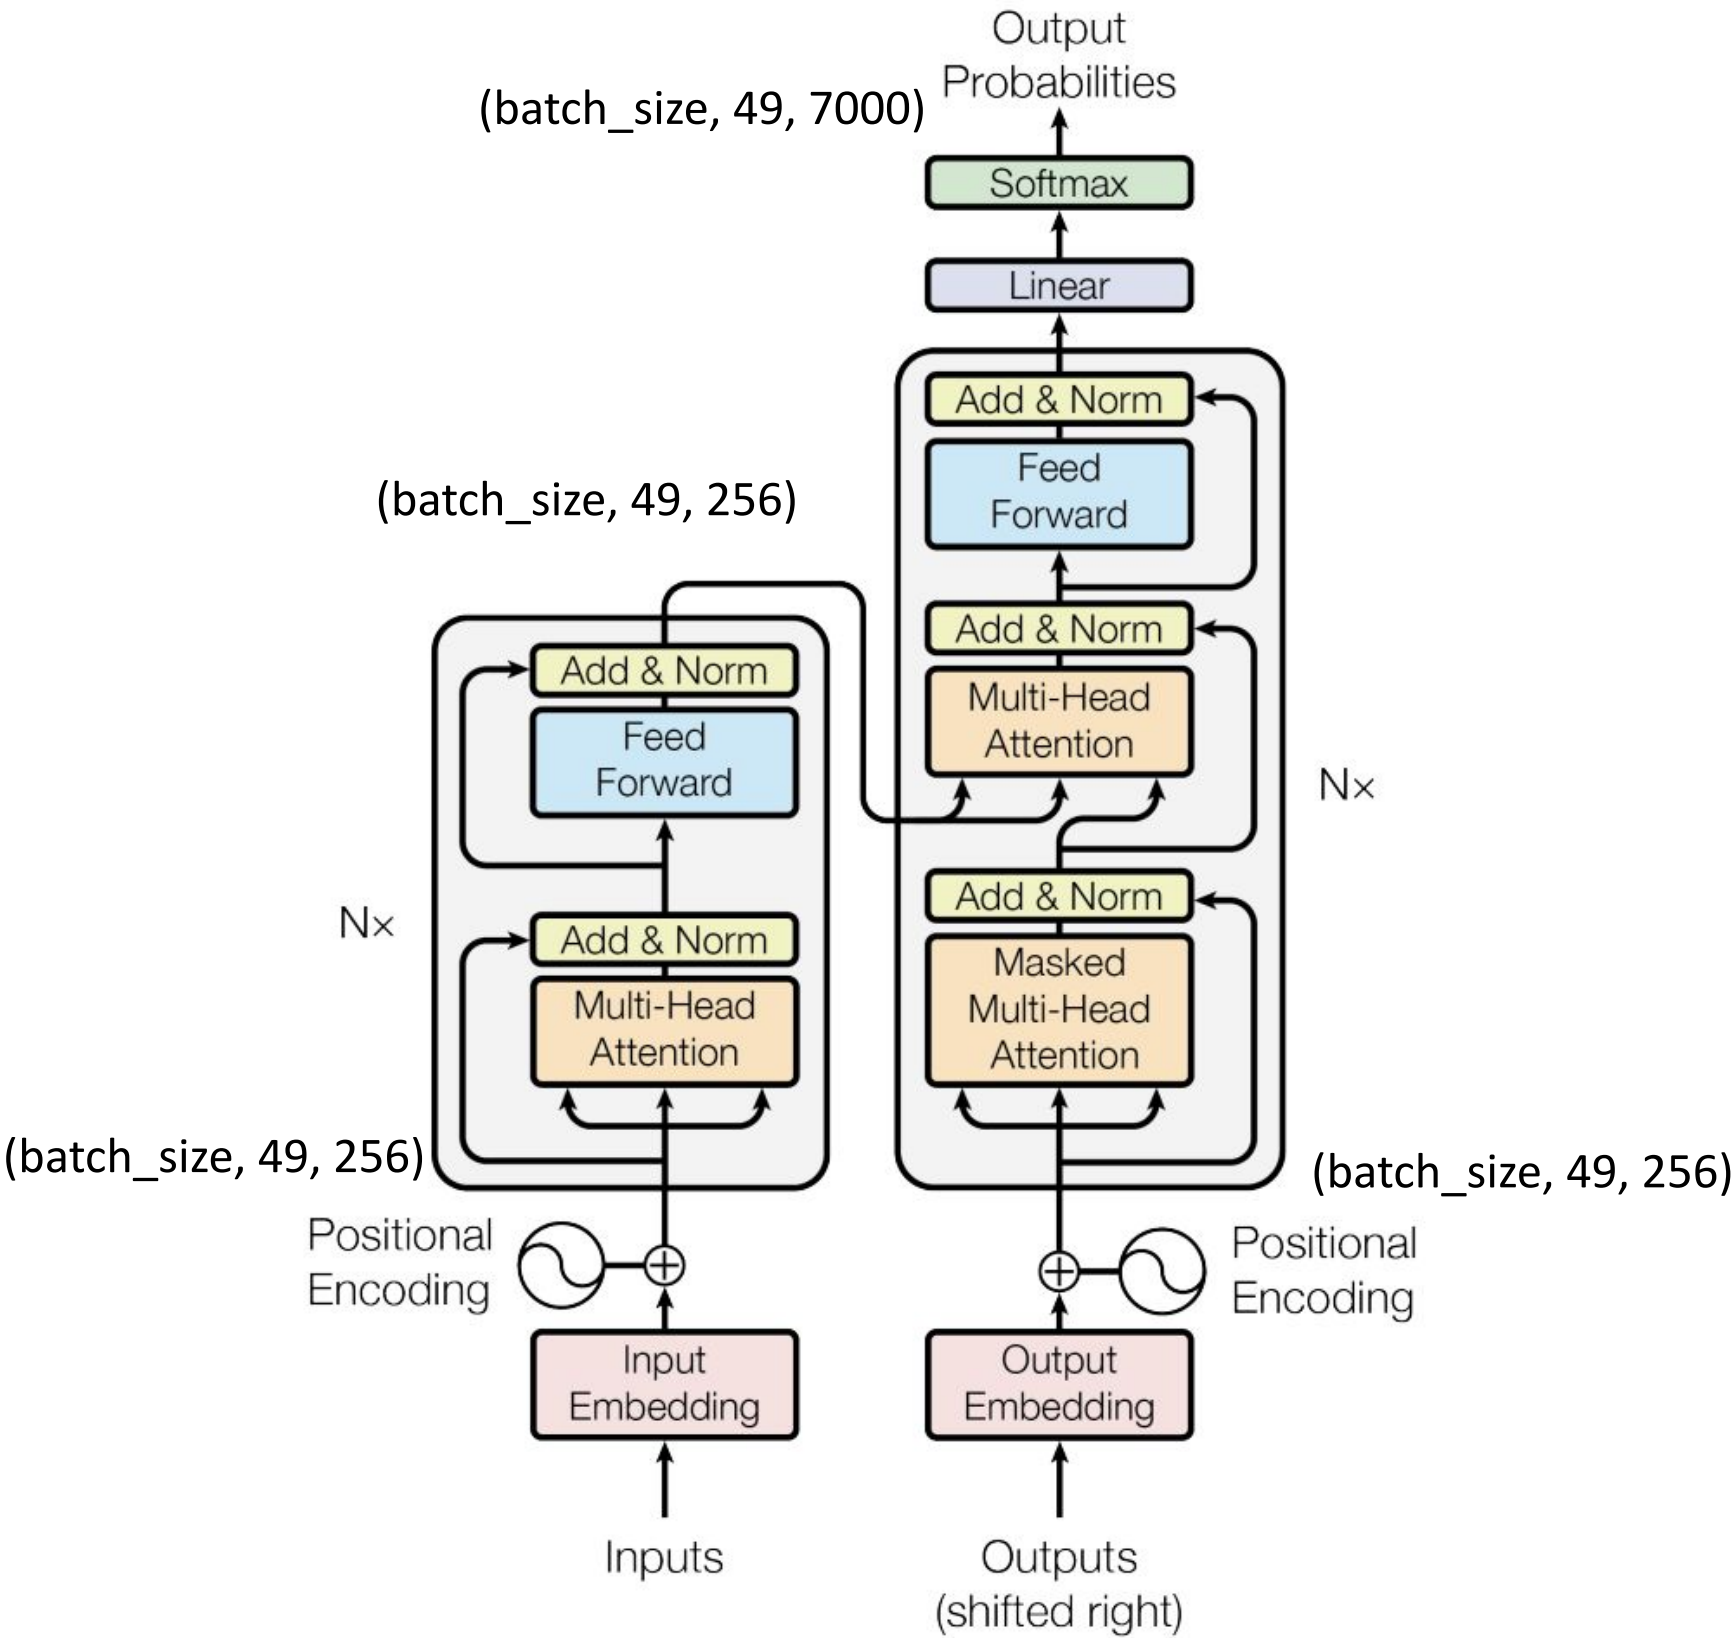 Output
Probabilities
(batch_size, 49, 7000)
Softmax
Linear
Add & Norm
Feed
Forward
Add & Norm
Multi-Head
Attention
Nx
Add & Norm
Masked
Multi-Head
Attention
(batch_size, 49, 256)
Positional
Encoding
Output
Embedding
Outputs
(shifted right)
(batch_size, 49, 256)
Add & Norm
Feed
Forward
Nx
Add & Norm
Multi-Head
Attention
(batch_size, 49, 256)
Positional
Encoding
Input
Embedding
Inputs